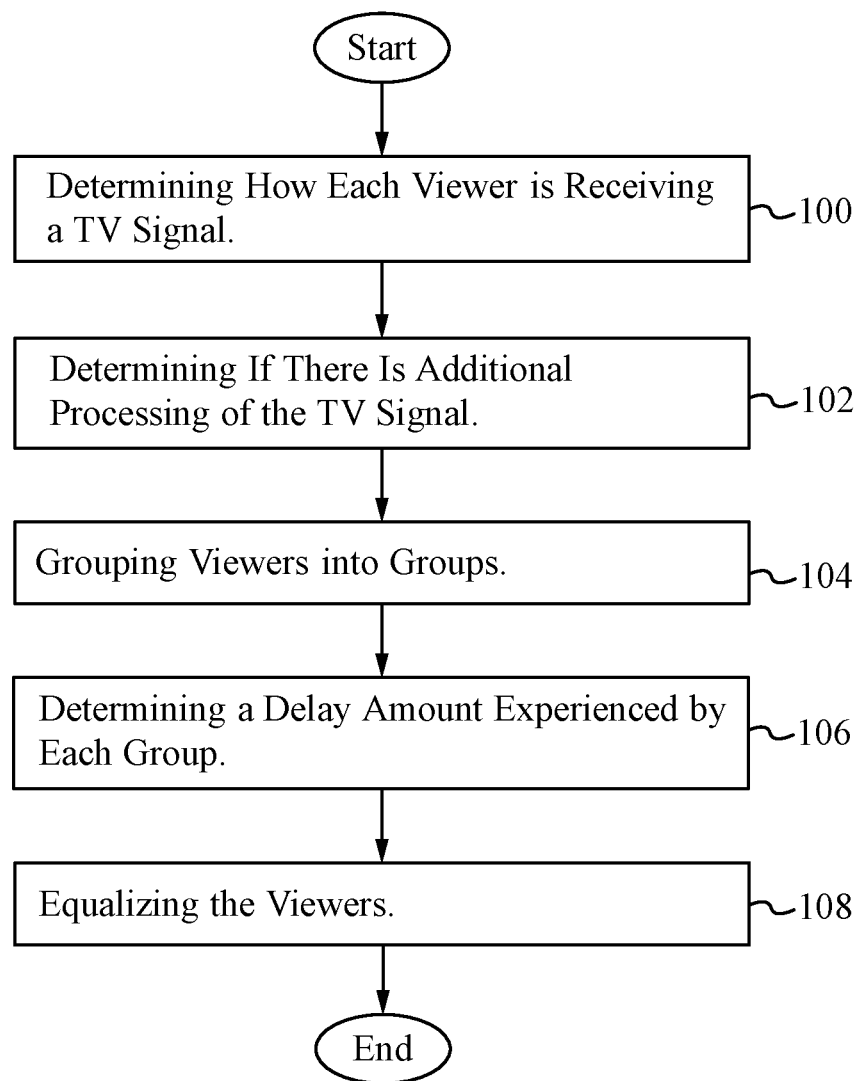 Start
Determining How Each Viewer is Receiving
a TV Signal.
100
Determining If There Is Additional
Processing of the TV Signal.
102
Grouping Viewers into Groups.
104
Determining a Delay Amount Experienced by
Each Group.
106
Equalizing the Viewers.
108
End